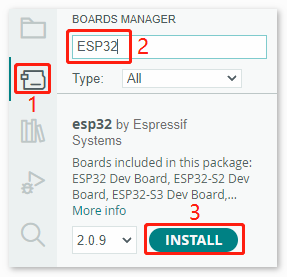 BOARDS MANAGER
ESP32
2
Type: All
1
esp32 by Espressif
Systems
Boards included in this package:
ESP32 Dev Board, ESP32-S2 Dev
Board, ESP32-S3 Dev Board,...
More info
3
2.0.9
INSTALL